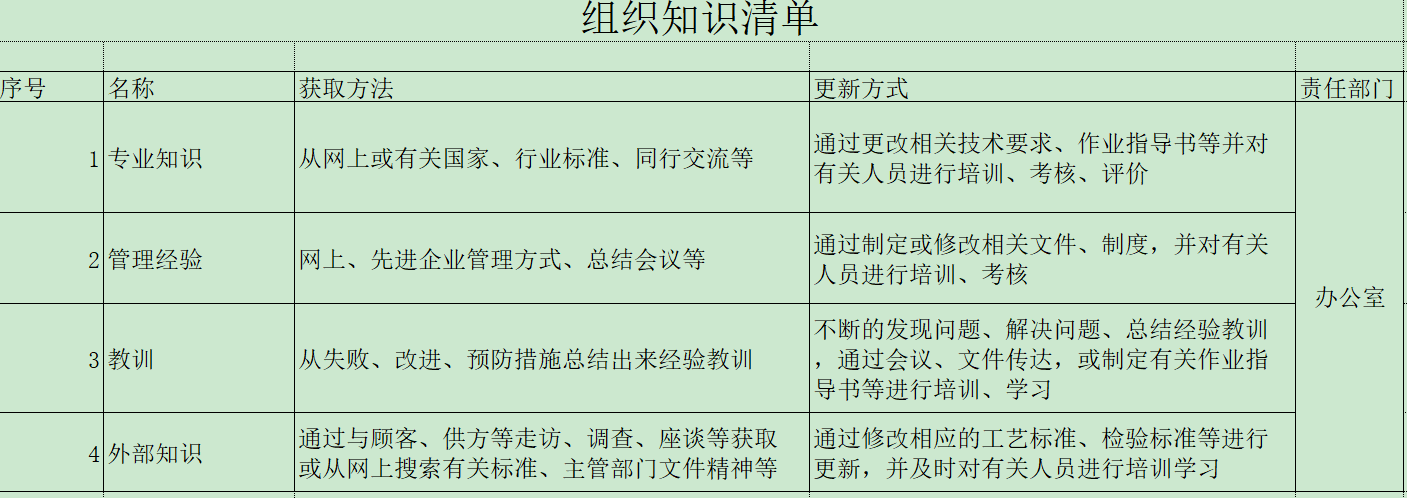 组织知识清单
序号 名称 获取方法 更新方式 责任部门
1 专业知识 从网上或有关国家、行业标准、同行交流等
通过更改相关技术要求、作业指导书等并对
有关人员进行培训、考核、评价
2 管理经验 网上、先进企业管理方式、总结会议等
通过制定或修改相关文件、制度，并对有关
人员进行培训、考核
办公室
3 教训 从失败、改进、预防措施总结出来经验教训
不断的发现问题、解决问题、总结经验教训
，通过会议、文件传达，或制定有关作业指
导书等进行培训、学习
4 外部知识
通过与顾客、供方等走访、调查、座谈等获取
或从网上搜索有关标准、主管部门文件精神等
通过修改相应的工艺标准、检验标准等进行
更新，并及时对有关人员进行培训学习